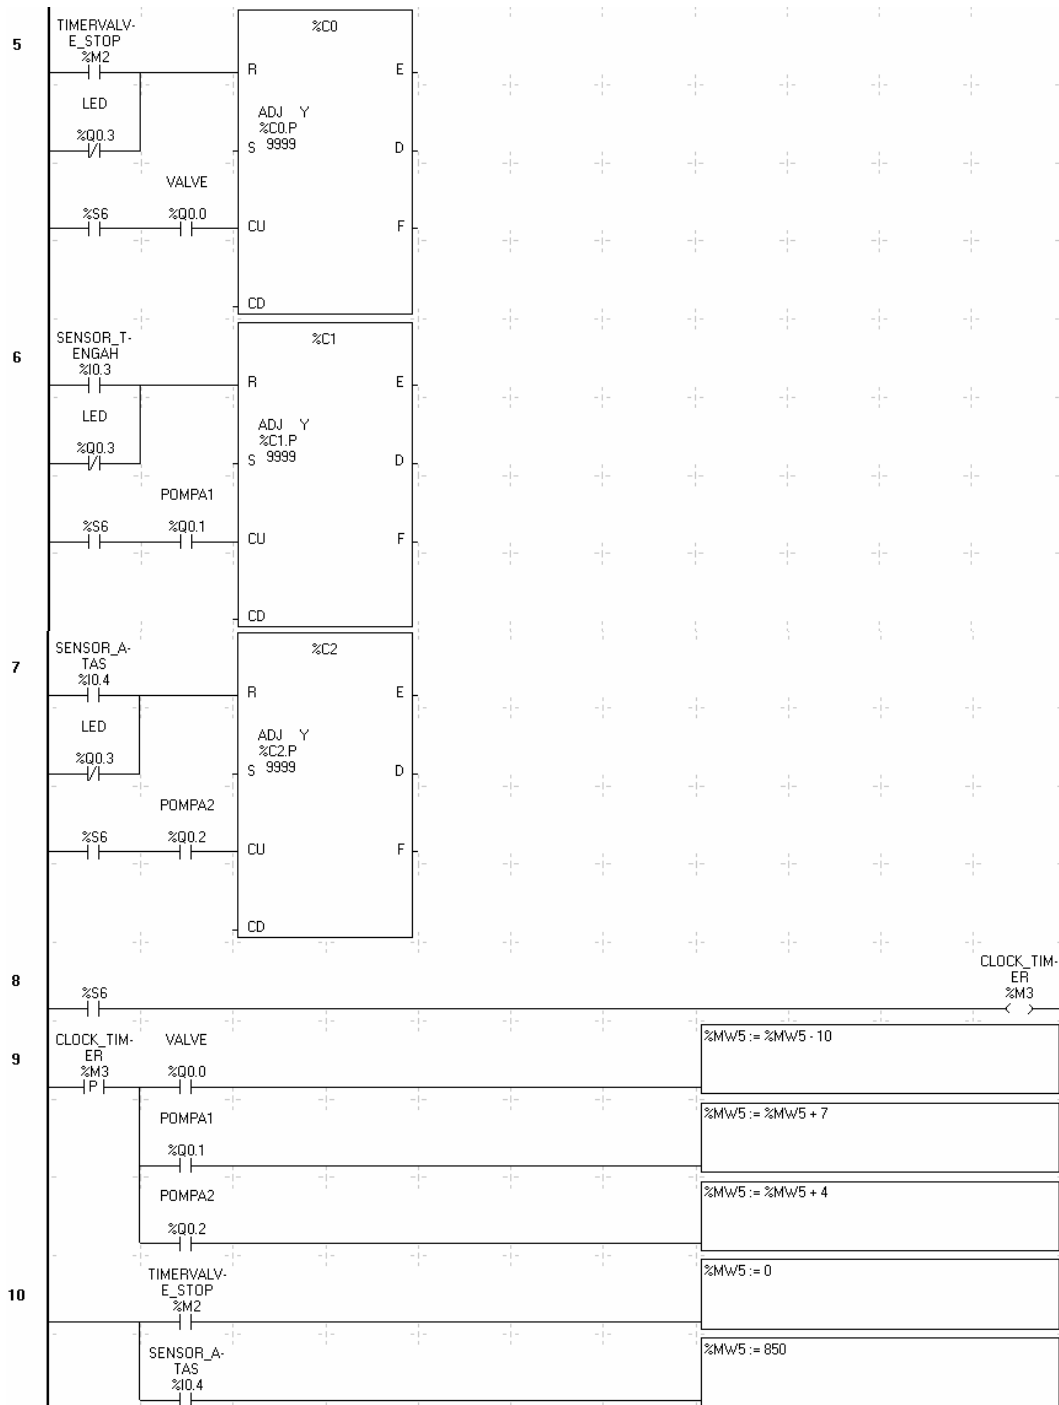 5
TIMERVALV-
E_STOP
%M2
LED
%Q0.3
VALVE
%S6 %Q0.0
%C0
R E
ADJ Y
%C0.P
S 9999 D
CU F
CD
6
SENSOR_T-
ENGAH
%I0.3
LED
%Q0.3
POMPA1
%S6 %Q0.1
%C1
R E
ADJ Y
%C1.P
S 9999 D
CU F
CD
7
SENSOR_A-
TAS
%I0.4
LED
%Q0.3
POMPA2
%S6 %Q0.2
%C2
R E
ADJ Y
%C2.P
S 9999 D
CU F
CD
8
%S6
CLOCK_TIM-
ER
%M3
9
CLOCK_TIM-
ER
%M3
P
VALVE
%Q0.0
%MW5 := %MW5 - 10
POMPA1
%Q0.1
%MW5 := %MW5 + 7
POMPA2
%Q0.2
%MW5 := %MW5 + 4
10
TIMERVALV-
E_STOP
%M2
%MW5 := 0
SENSOR_A-
TAS
%I0.4
%MW5 := 850